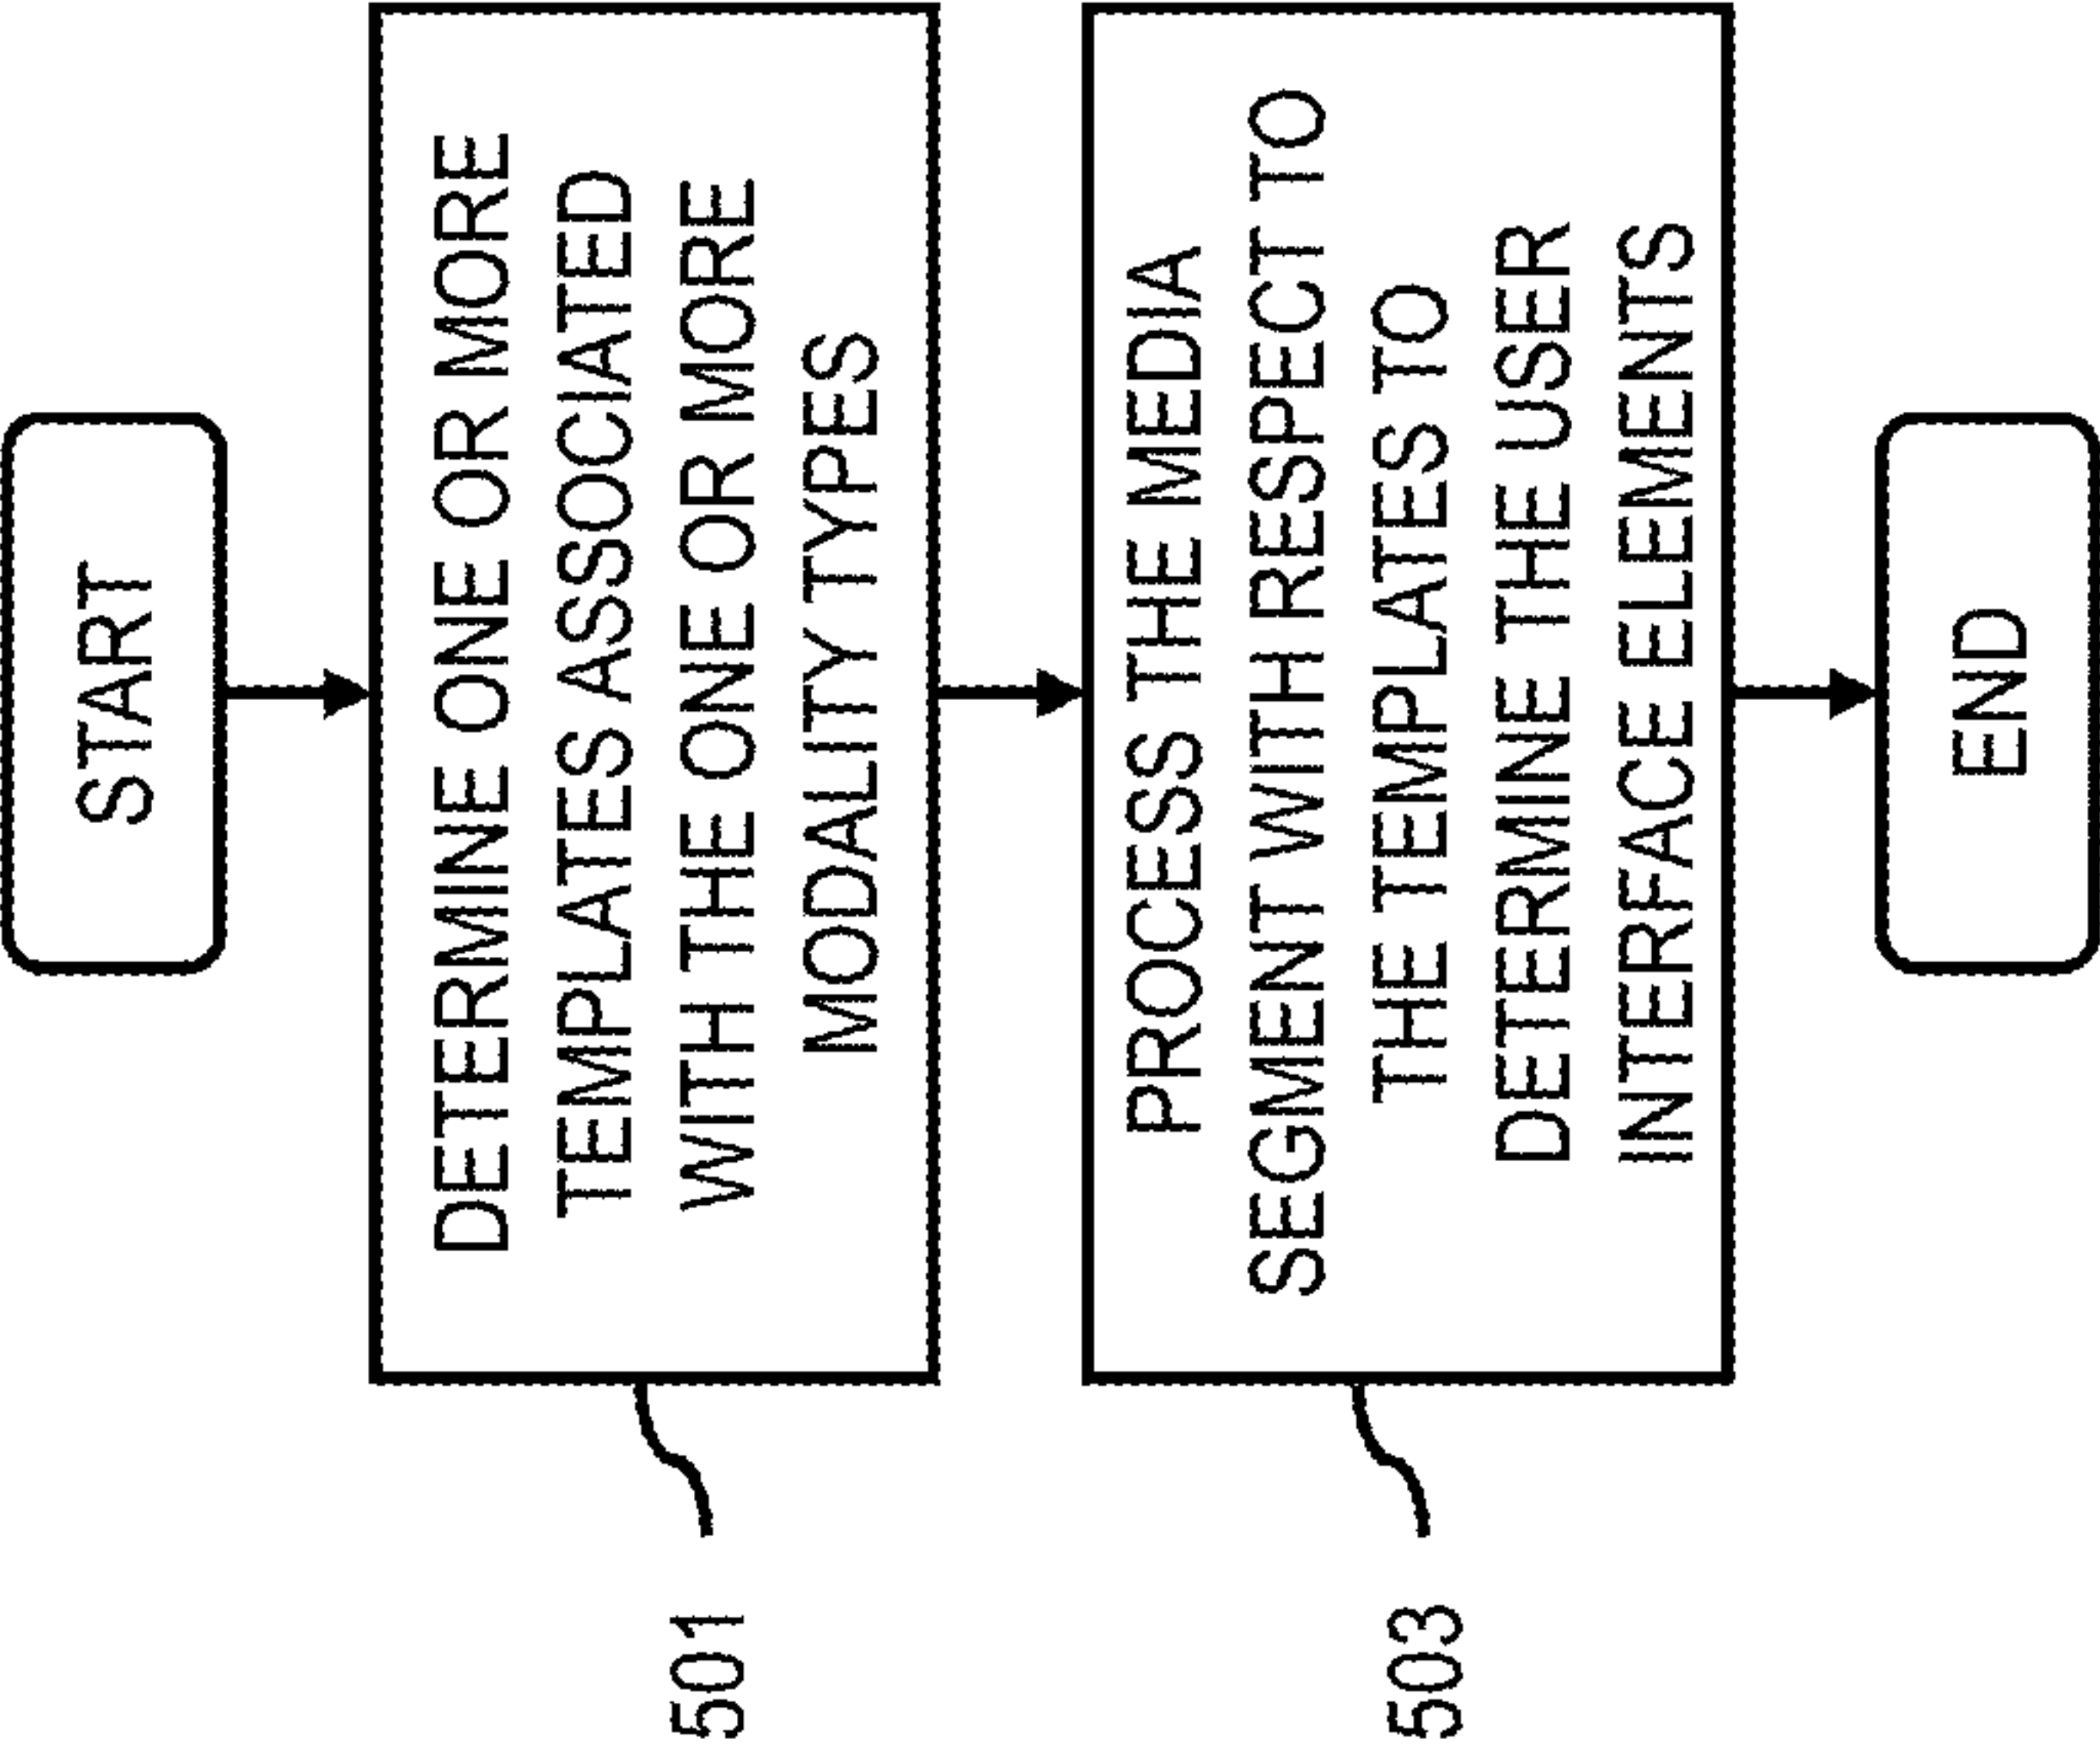 START
501
DETERMINE ONE OR MORE
TEMPLATES ASSOCIATED
WITH THE ONE OR MORE
MODALITY TYPES
503
PROCESS THE MEDIA
SEGMENT WITH RESPECT TO
THE TEMPLATES TO
DETERMINE THE USER
INTERFACE ELEMENTS
END